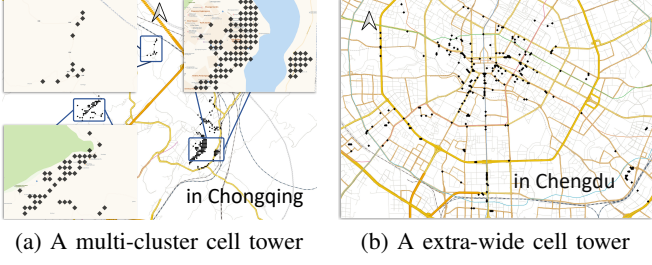 in Chongqing
in Chengdu
(a) A multi-cluster cell tower
(b) A extra-wide cell tower